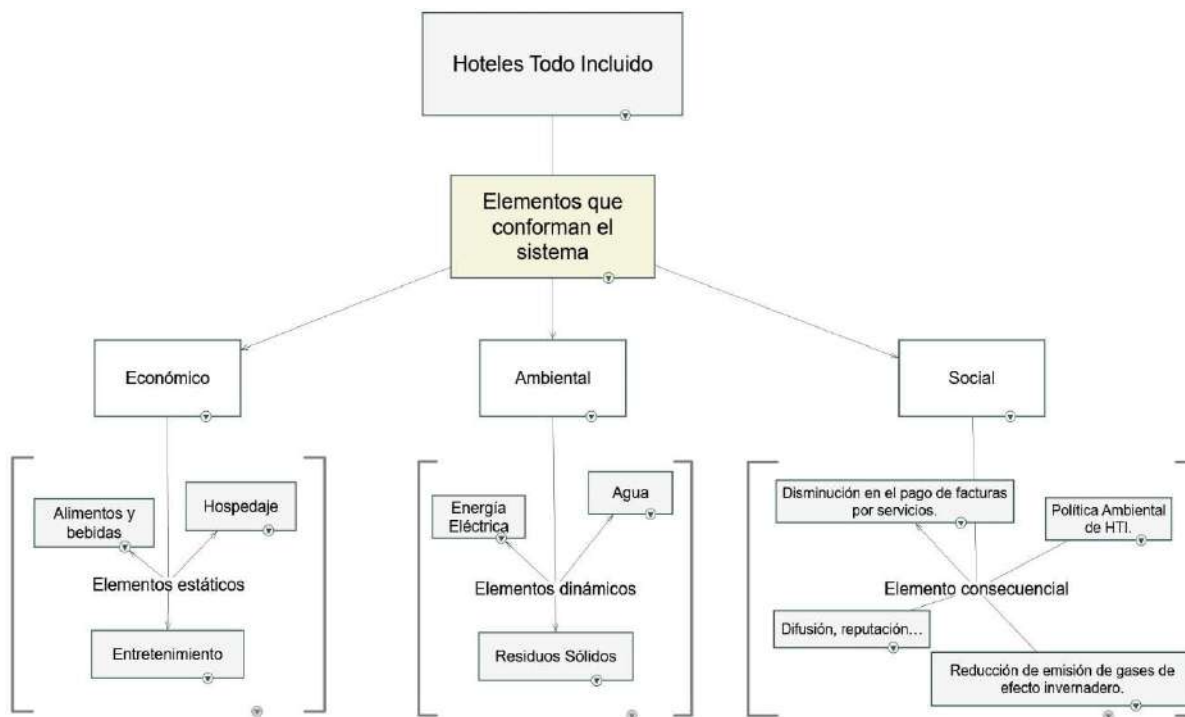 Hoteles Todo Incluido
Elementos que
conforman el
sistema
Económico
Ambiental
Social
Alimentos y
bebidas
Hospedaje
Elementos estáticos
Entretenimiento
Energía
Eléctrica
Agua
Elementos dinámicos
Residuos Sólidos
Disminución en el pago de facturas
por servicios.
Política Ambiental
de HTI.
Elemento consecuencial
Difusión, reputación...
Reducción de emisión de gases de
efecto invernadero.